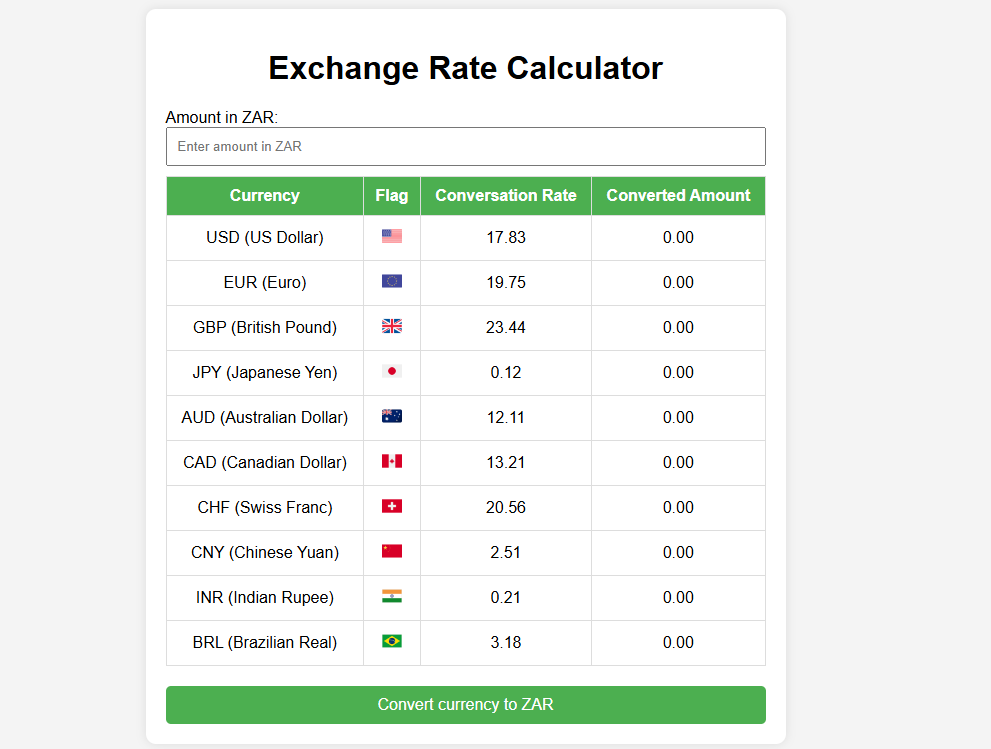 Exchange Rate Calculator
Amount in ZAR:
Enter amount in ZAR
Currency Flag Conversation Rate Converted Amount
USD (US Dollar) 17.83 0.00
EUR (Euro) 19.75 0.00
GBP (British Pound) 23.44 0.00
JPY (Japanese Yen) 0.12 0.00
AUD (Australian Dollar) 12.11 0.00
CAD (Canadian Dollar) 13.21 0.00
CHF (Swiss Franc) 20.56 0.00
CNY (Chinese Yuan) 2.51 0.00
INR (Indian Rupee) 0.21 0.00
BRL (Brazilian Real) 3.18 0.00
Convert currency to ZAR